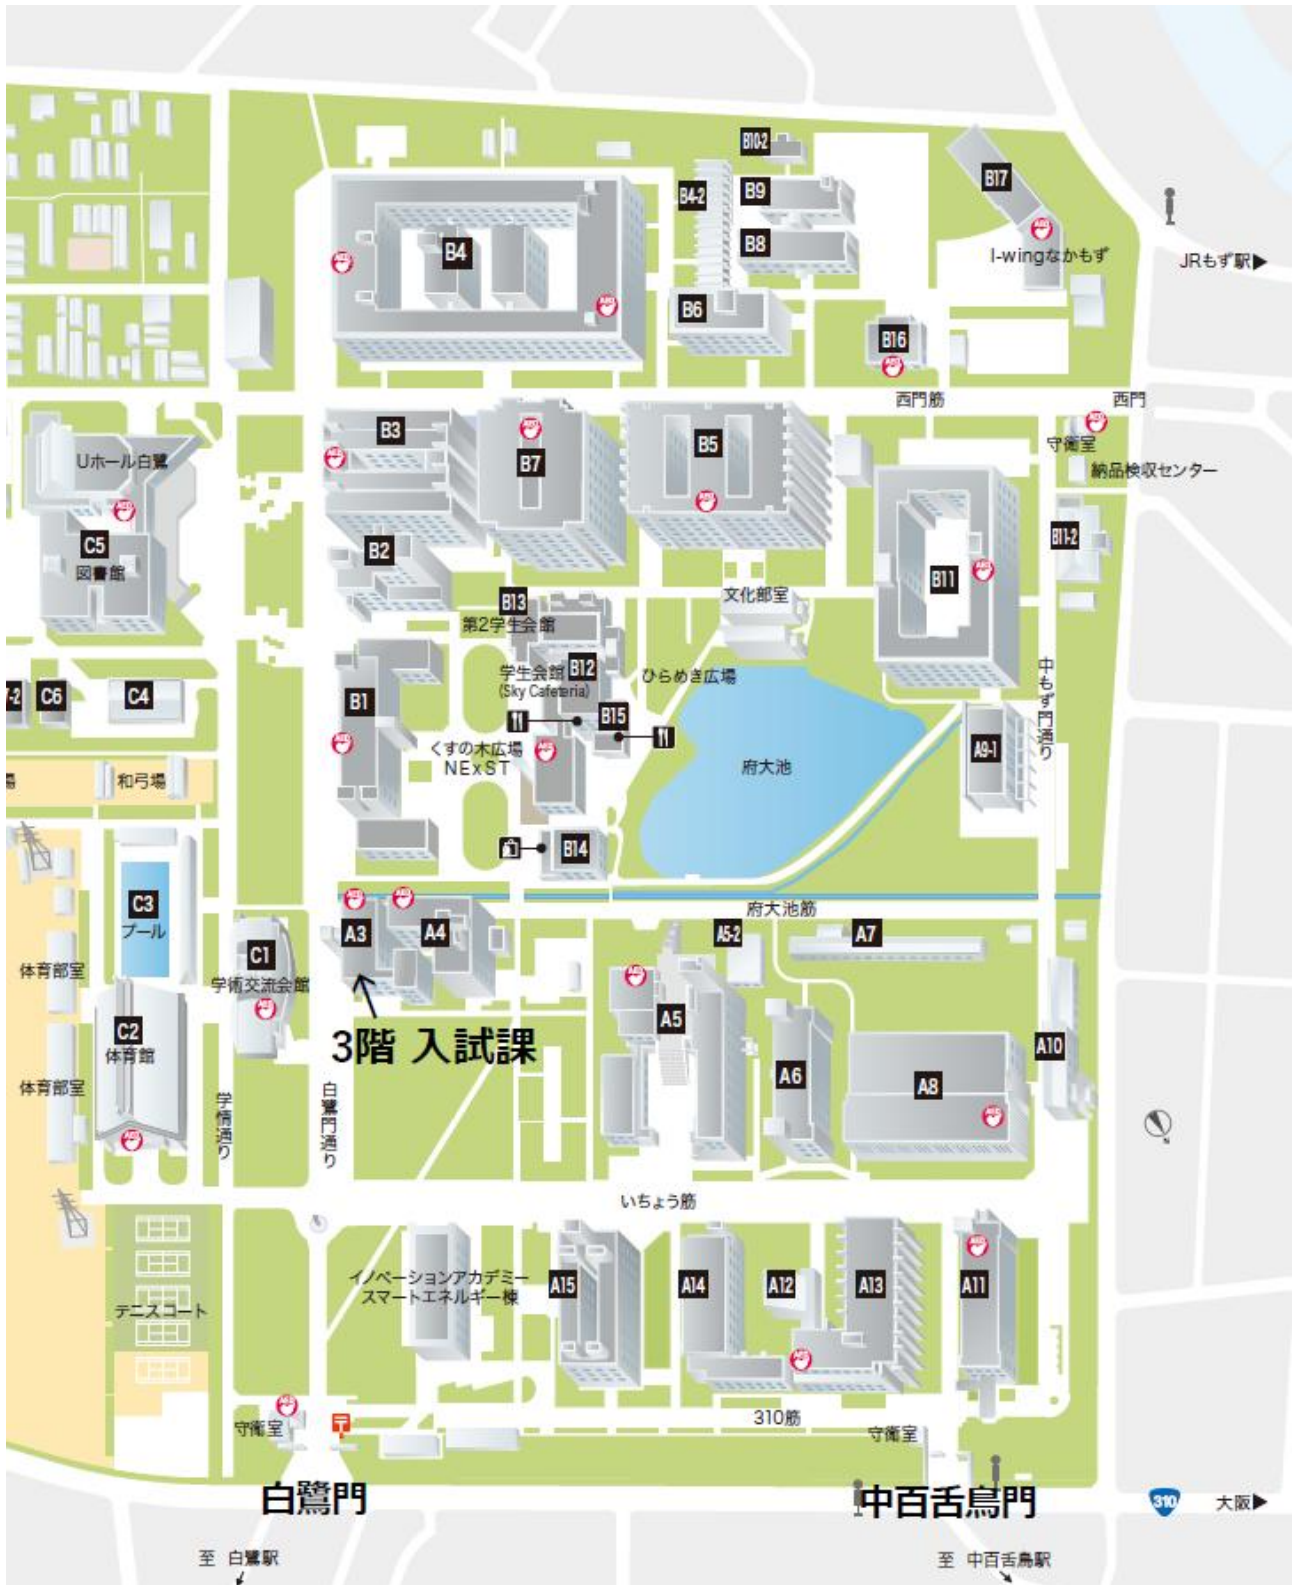 B10-2
B17
B4-2
B9
B4
B8
I-wingなかもず
JRもず駅▶
B6
B16
西門筋
西門
B3
B7
B5
守衛室
Uホール白鷺
納品検収センター
C5
図書館
B2
B11-2
B11
文化部室
B13
第2学生会館
学生会館
B12
(Sky Cafeteria)
ひらめき広場
中もず門通り
C6
C4
B1
B15
くすの木広場
NExST
A9-1
府大池
和弓場
場
B14
C3
プール
府大池筋
A3
A4
A5-2
A7
C1
学術交流会館
体育部室
A5
C2
体育館
3階 入試課
A6
A8
A10
体育部室
学情通り
白鷺門通り
N
いちょう筋
イノベーションアカデミー
スマートエネルギー棟
A15
A14
A12
A13
A11
テニスコート
守衛室
〒
310筋
守衛室
白鷺門
中百舌鳥門
310
大阪▶
至 白鷺駅
至 中百舌鳥駅